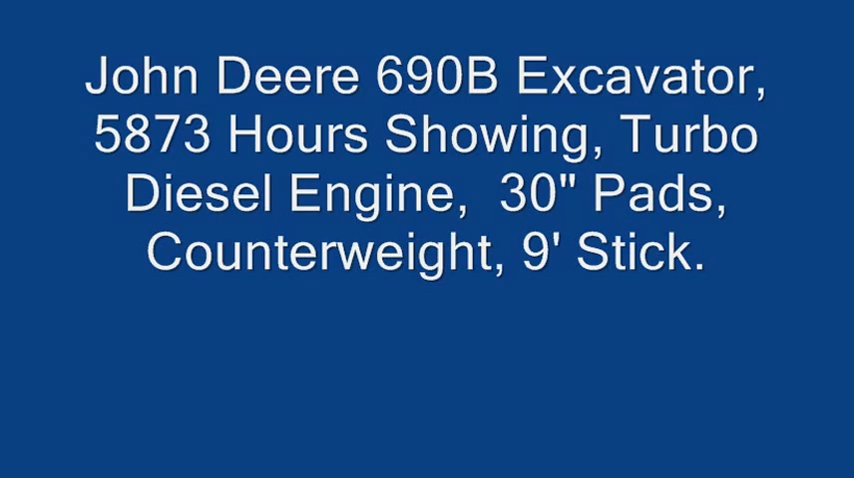 John Deere 690B Excavator,
5873 Hours Showing, Turbo
Diesel Engine,  30" Pads,
Counterweight, 9' Stick.